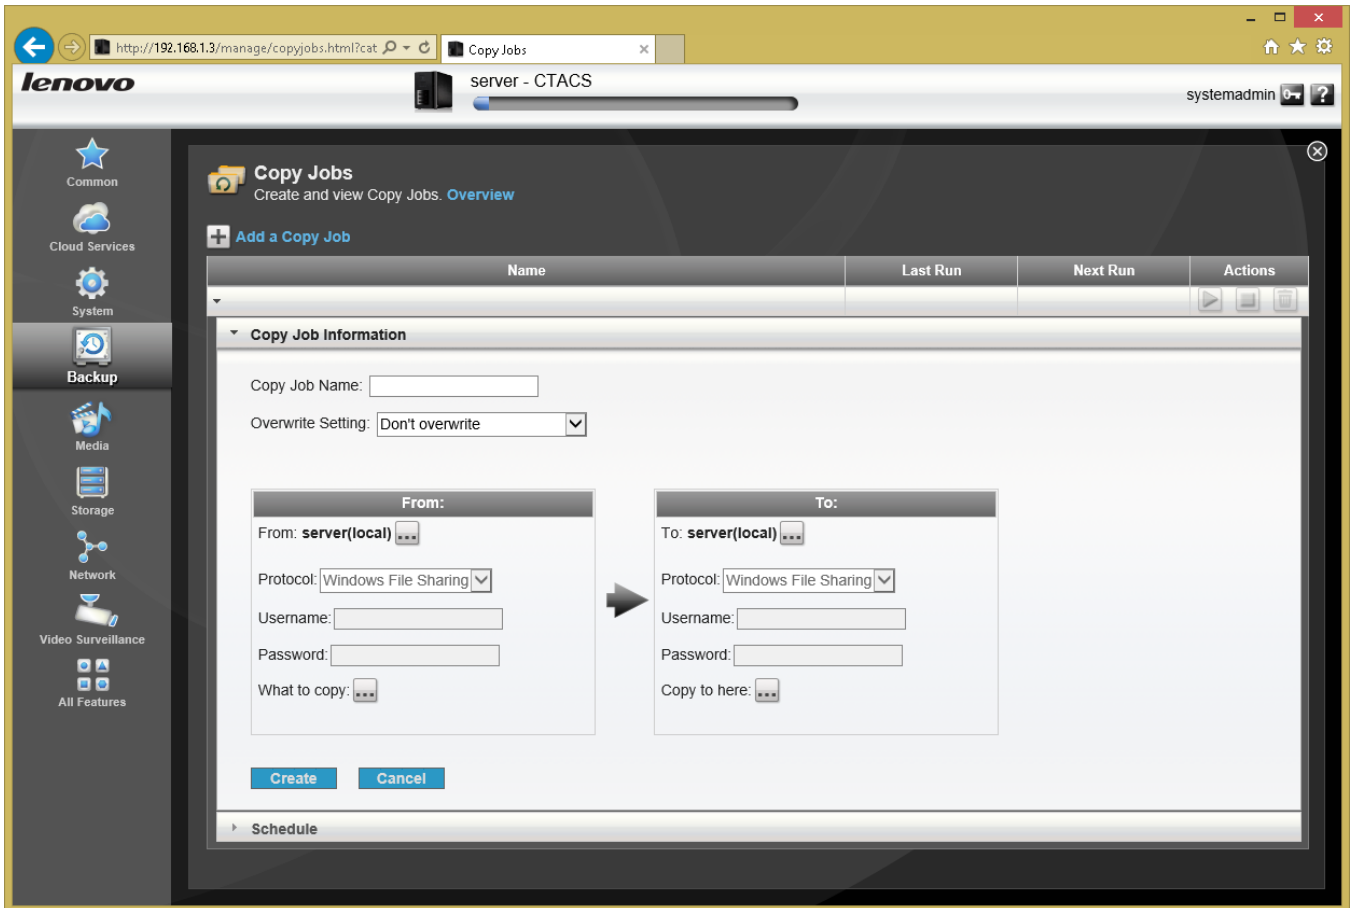 http://192.168.1.3/manage/copyjobs.html?cat
Copy Jobs
lenovo
server - CTACS
systemadmin
Common
Cloud Services
System
Backup
Media
Storage
Network
Video Surveillance
All Features
Copy Jobs
Create and view Copy Jobs. Overview
Add a Copy Job
Name Last Run Next Run Actions
Copy Job Information
Copy Job Name:
Overwrite Setting: Don't overwrite
From: To:
From: server(local) ... To: server(local) ...
Protocol: Windows File Sharing Protocol: Windows File Sharing
Username: Username:
Password: Password:
What to copy: ... Copy to here: ...
Create Cancel
Schedule